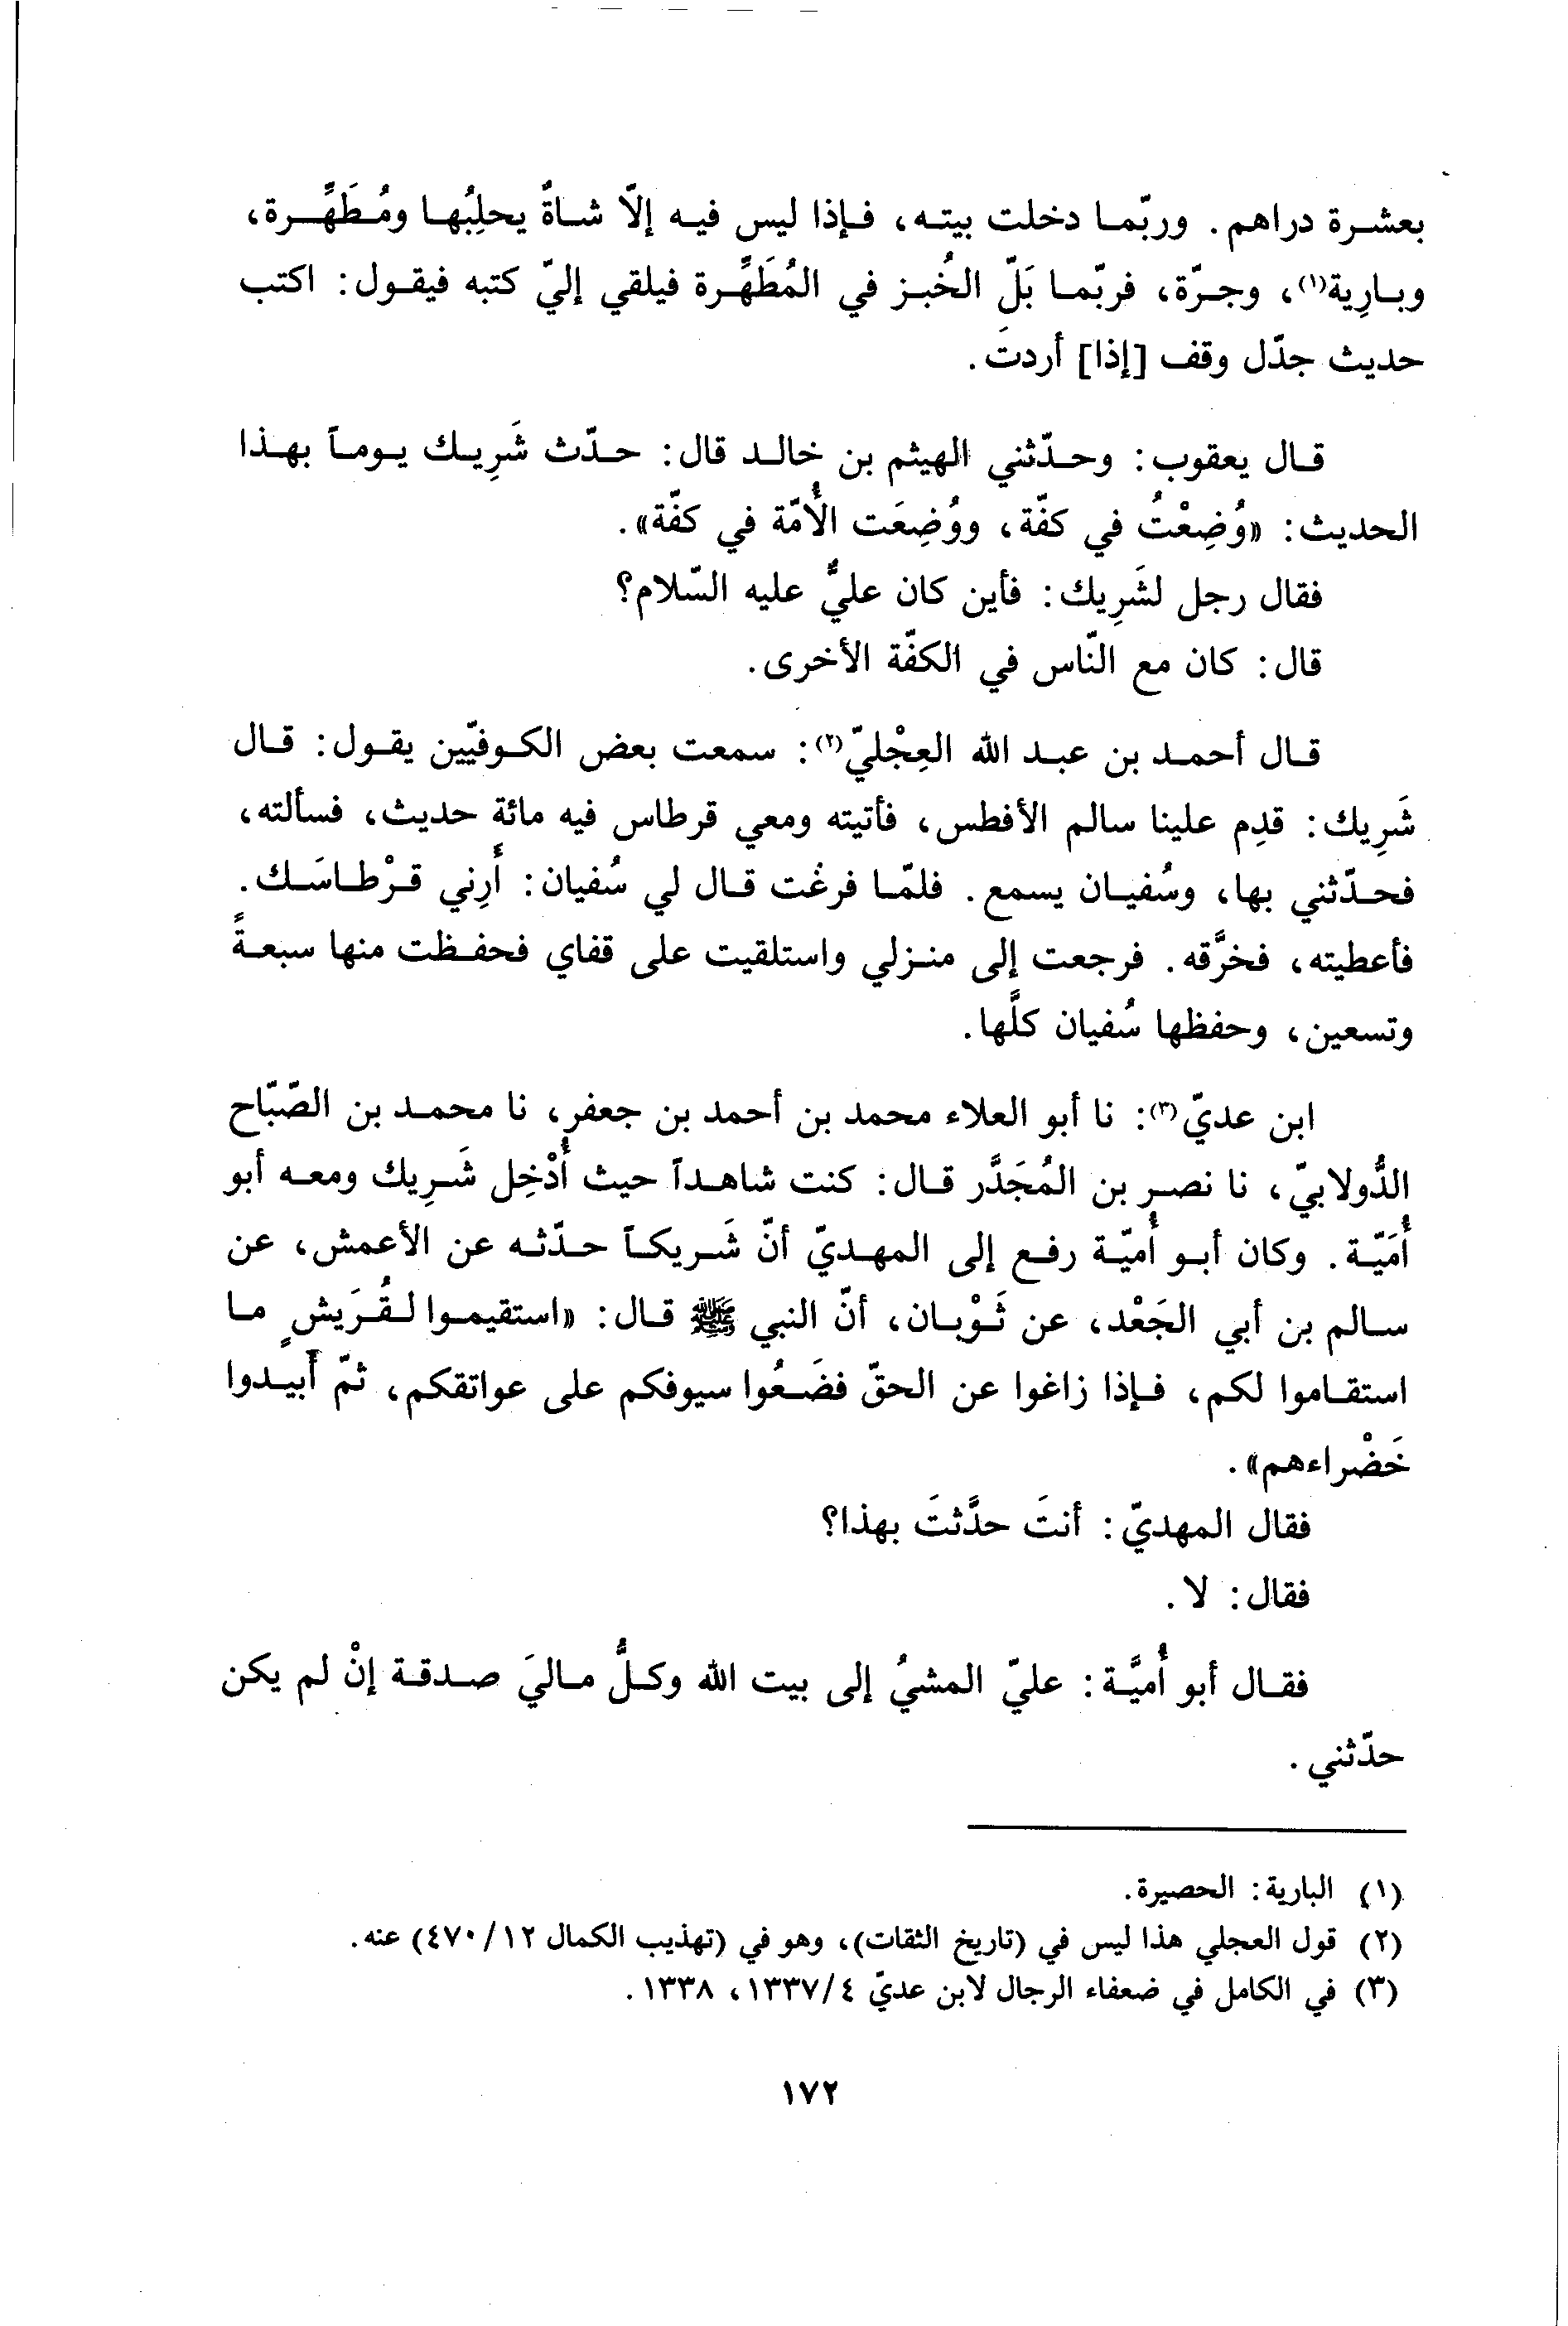 بعشرة دراهم. وربّما دخلت بيته، فإذا ليس فيه إلاّ شاةٌ يحلِبُها ومُطَهِّرة،
وبارِية(١)، وجرّة، فربّما بَلّ الخُبز في المُطَهِّرة فيلقي إليّ كتبه فيقول: اكتب
حديث جدّل وقف [إذا] أردتَ.
قال يعقوب: وحدّثني الهيثم بن خالد قال: حدّث شَرِيك يوماً بهذا
الحديث: «وُضِعْتُ في كفّة، ووُضِعَت الأُمّة في كفّة».
فقال رجل لشَرِيك: فأين كان عليٌّ عليه السّلام؟
قال: كان مع النّاس في الكفّة الأخرى.
قال أحمد بن عبد الله العِجْليّ(٢): سمعت بعض الكوفيّين يقول: قال
شَرِيك: قدِم علينا سالم الأفطس، فأتيته ومعي قرطاس فيه مائة حديث، فسألته،
فحدّثني بها، وسُفيان يسمع. فلمّا فرغت قال لي سُفيان: أَرِني قرْطاسَك.
فأعطيته، فخرَّقه. فرجعت إلى منزلي واستلقيت على قفاي فحفظت منها سبعةً
وتسعين، وحفظها سُفيان كلَّها.
ابن عديّ(٣): نا أبو العلاء محمد بن أحمد بن جعفر، نا محمد بن الصّبّاح
الدُّولابيّ، نا نصر بن المُجَدَّر قال: كنت شاهداً حيث أُدْخِل شَرِيك ومعه أبو
أُمَيّة. وكان أبو أُميّة رفع إلى المهديّ أنّ شَريكاً حدّثه عن الأعمش، عن
سالم بن أبي الجَعْد، عن ثَوْبان، أنّ النبي ﷺ قال: «استقيموا لقُرَيشٍ ما
استقاموا لكم، فإذا زاغوا عن الحقّ فضَعُوا سيوفكم على عواتقكم، ثمّ أَبيدوا
خَضْراءهم».
فقال المهديّ: أنتَ حدَّثتَ بهذا؟
فقال: لا.
فقال أبو أُميَّة: عليّ المشيُ إلى بيت الله وكلُّ ماليَ صدقة إنْ لم يكن
حدّثني.
(١) البارية: الحصيرة.
(٢) قول العجلي هذا ليس في (تاريخ الثقات)، وهو في (تهذيب الكمال ١٢/ ٤٧٠) عنه.
(٣) في الكامل في ضعفاء الرجال لابن عديّ ٤/ ١٣٣٧، ١٣٣٨.
١٧٢